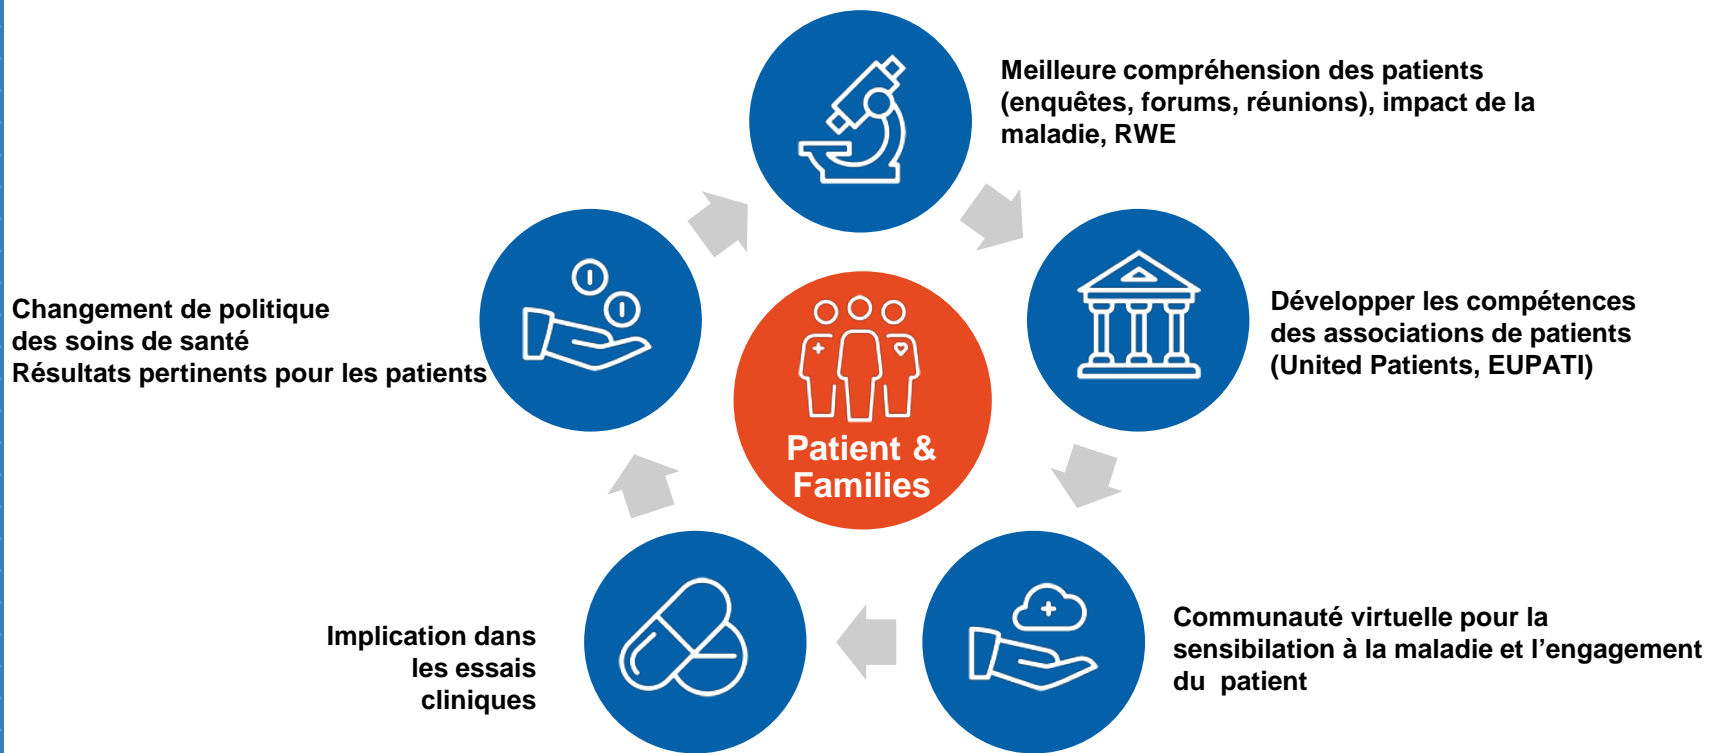 Meilleure compréhension des patients
(enquêtes, forums, réunions), impact de la
maladie, RWE
Développer les compétences
des associations de patients
(United Patients, EUPATI)
Communauté virtuelle pour la
sensibilation à la maladie et l’engagement
du patient
Implication dans
les essais
cliniques
Changement de politique
des soins de santé
Résultats pertinents pour les patients
Patient &
Families